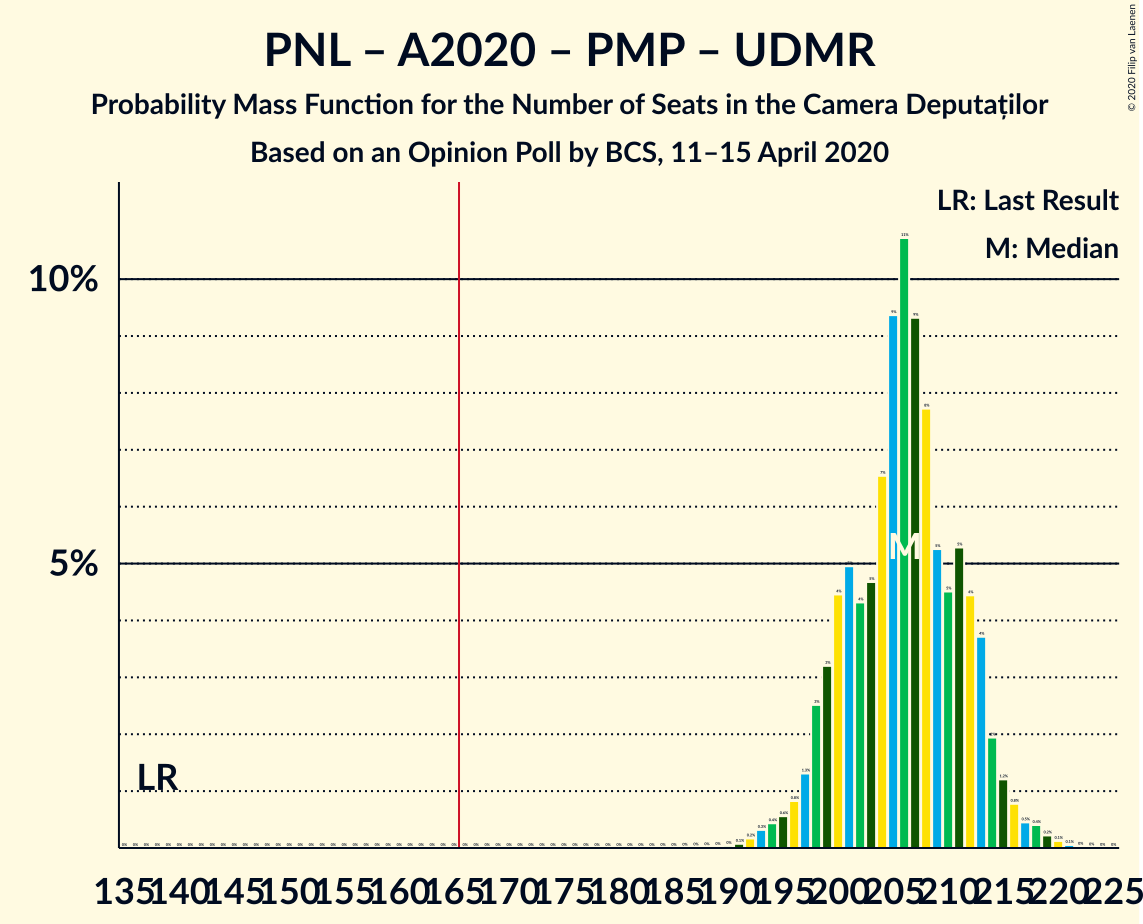 PNL – A2020 – PMP – UDMR
Probability Mass Function for the Number of Seats in the Camera Deputaților
Based on an Opinion Poll by BCS, 11–15 April 2020
© 2020 Filip van Laenen
LR: Last Result
M: Median
10%
5%
LR
M
135 140 145 150 155 160 165 170 175 180 185 190 195 200 205 210 215 220 225